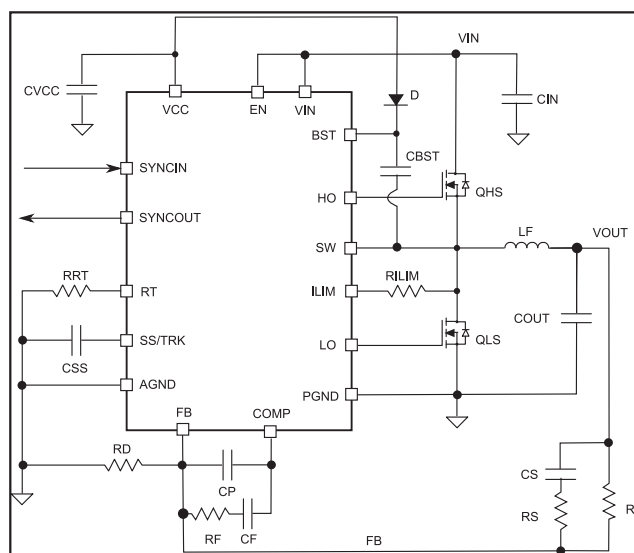 VIN
CVCC
VCC
EN
VIN
D
CIN
BST
CBST
SYNCIN
HO
QHS
SYNCOUT
SW
LF
VOUT
RRT
RT
ILIM
RILIM
COUT
SS/TRK
CSS
LO
QLS
AGND
PGND
FB
COMP
RD
CP
CS
RS
R
RF
CF
FB